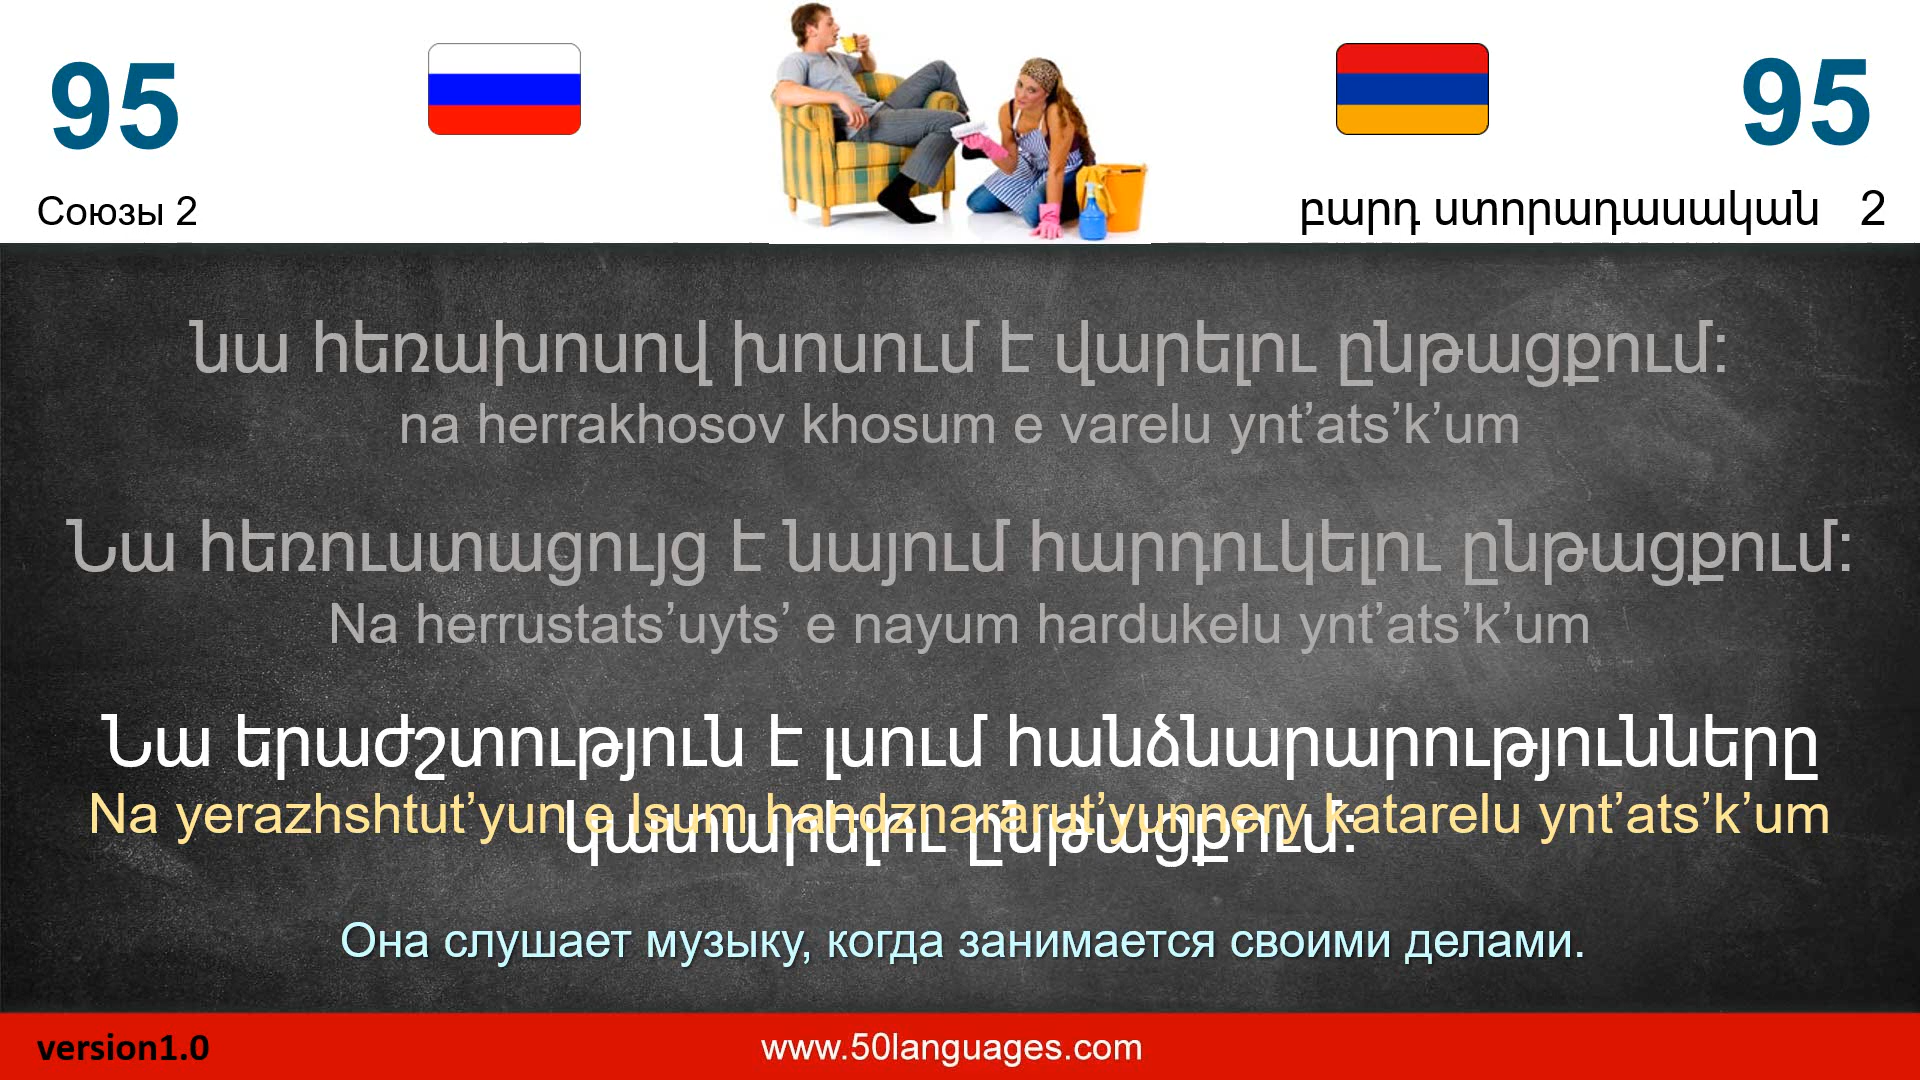 95
95
Союзы 2
բարդ ստորադասական 2
նա հեռախոսով խոսում է վարելու ընթացքում:
na herrakhosov khosum e varelu ynt’ats’k’um
Նա հեռուստացույց է նայում հարդուկելու ընթացքում:
Na herrustats’uyts’ e nayum hardukelu ynt’ats’k’um
Նա երաժշտություն է լսում հանձնարարությունները
կատարելու ընթացքում:
Na yerazhshtut’yun e lsum handznararut’yunnery katarelu ynt’ats’k’um
Она слушает музыку, когда занимается своими делами.
version1.0
www.50languages.com